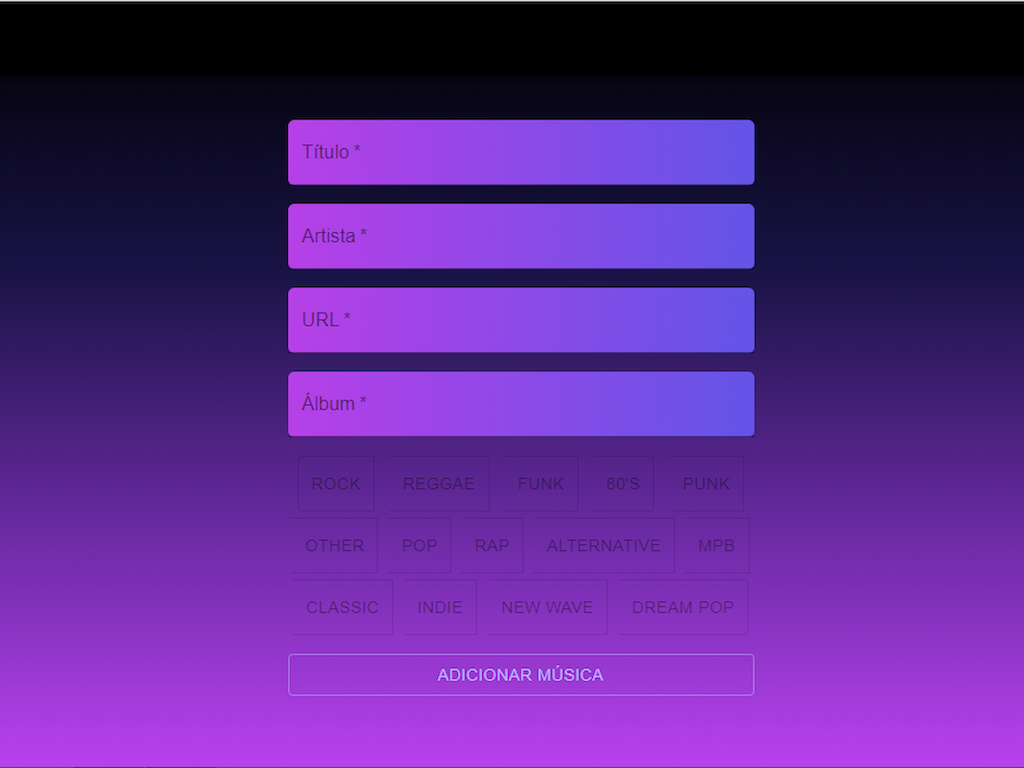 Título *
Artista *
URL *
Álbum *
ROCK REGGAE FUNK 80'S PUNK
OTHER POP RAP ALTERNATIVE MPB
CLASSIC INDIE NEW WAVE DREAM POP
ADICIONAR MÚSICA